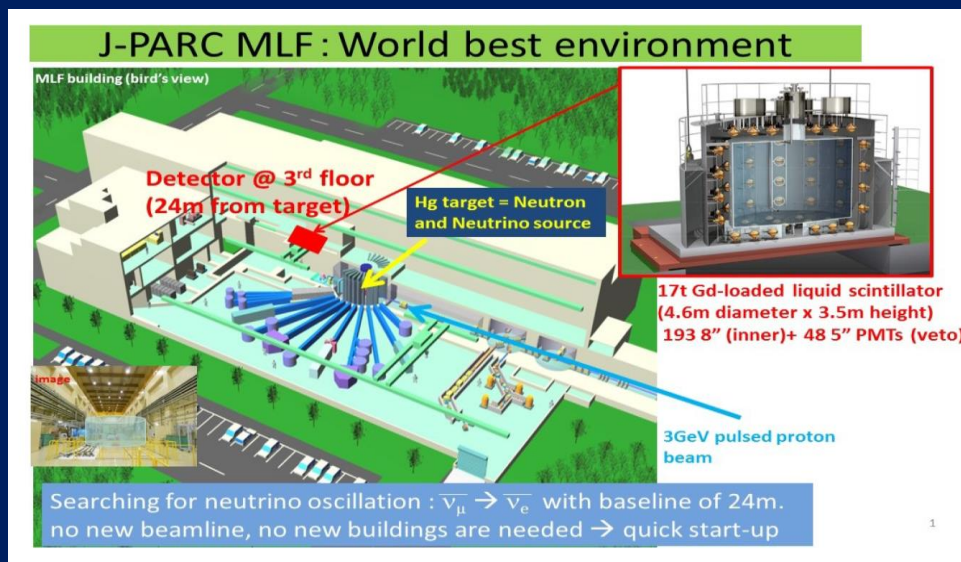 J-PARC MLF : World best environment
MLF building (bird's view)
Detector @ 3rd floor
(24m from target)
Hg target = Neutron
and Neutrino source
17t Gd-loaded liquid scintillator
(4.6m diameter x 3.5m height)
193 8" (inner)+ 48 5" PMTs (veto)
image
3GeV pulsed proton
beam
Searching for neutrino oscillation : ν̅μ → ν̅e with baseline of 24m.
no new beamline, no new buildings are needed → quick start-up
1